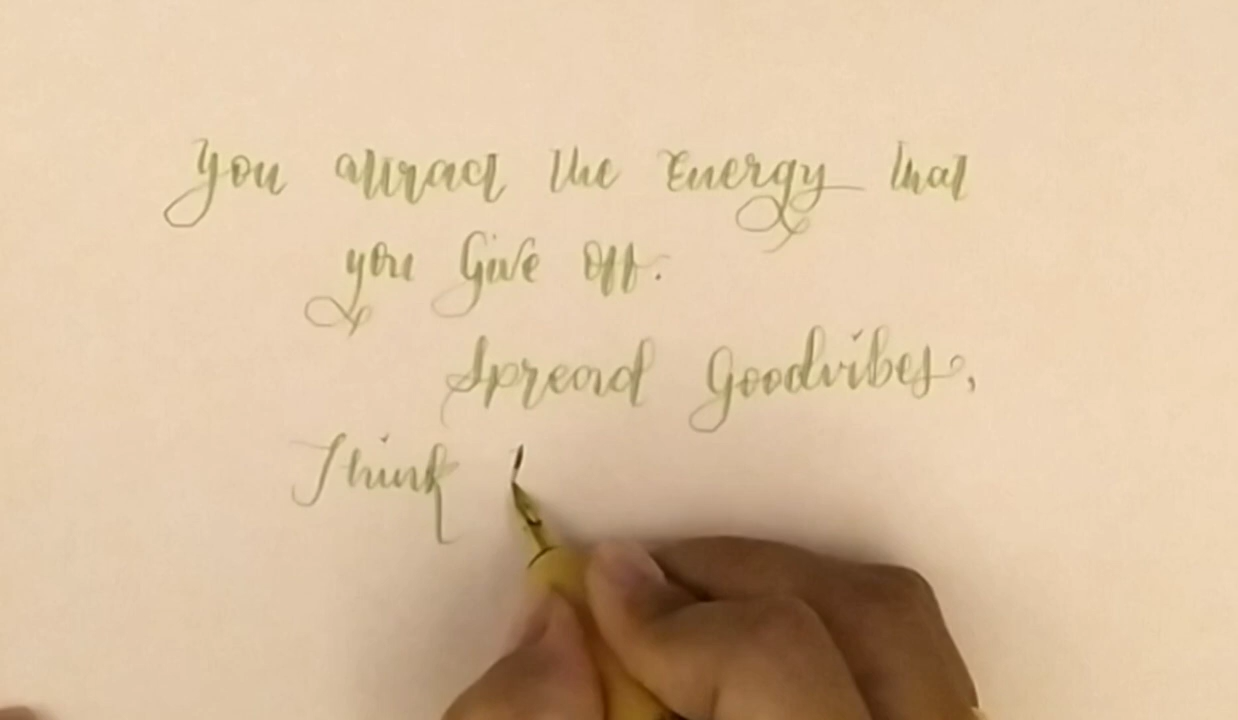 You attract the Energy that
you Give Off.
Spread Goodvibes,
Think